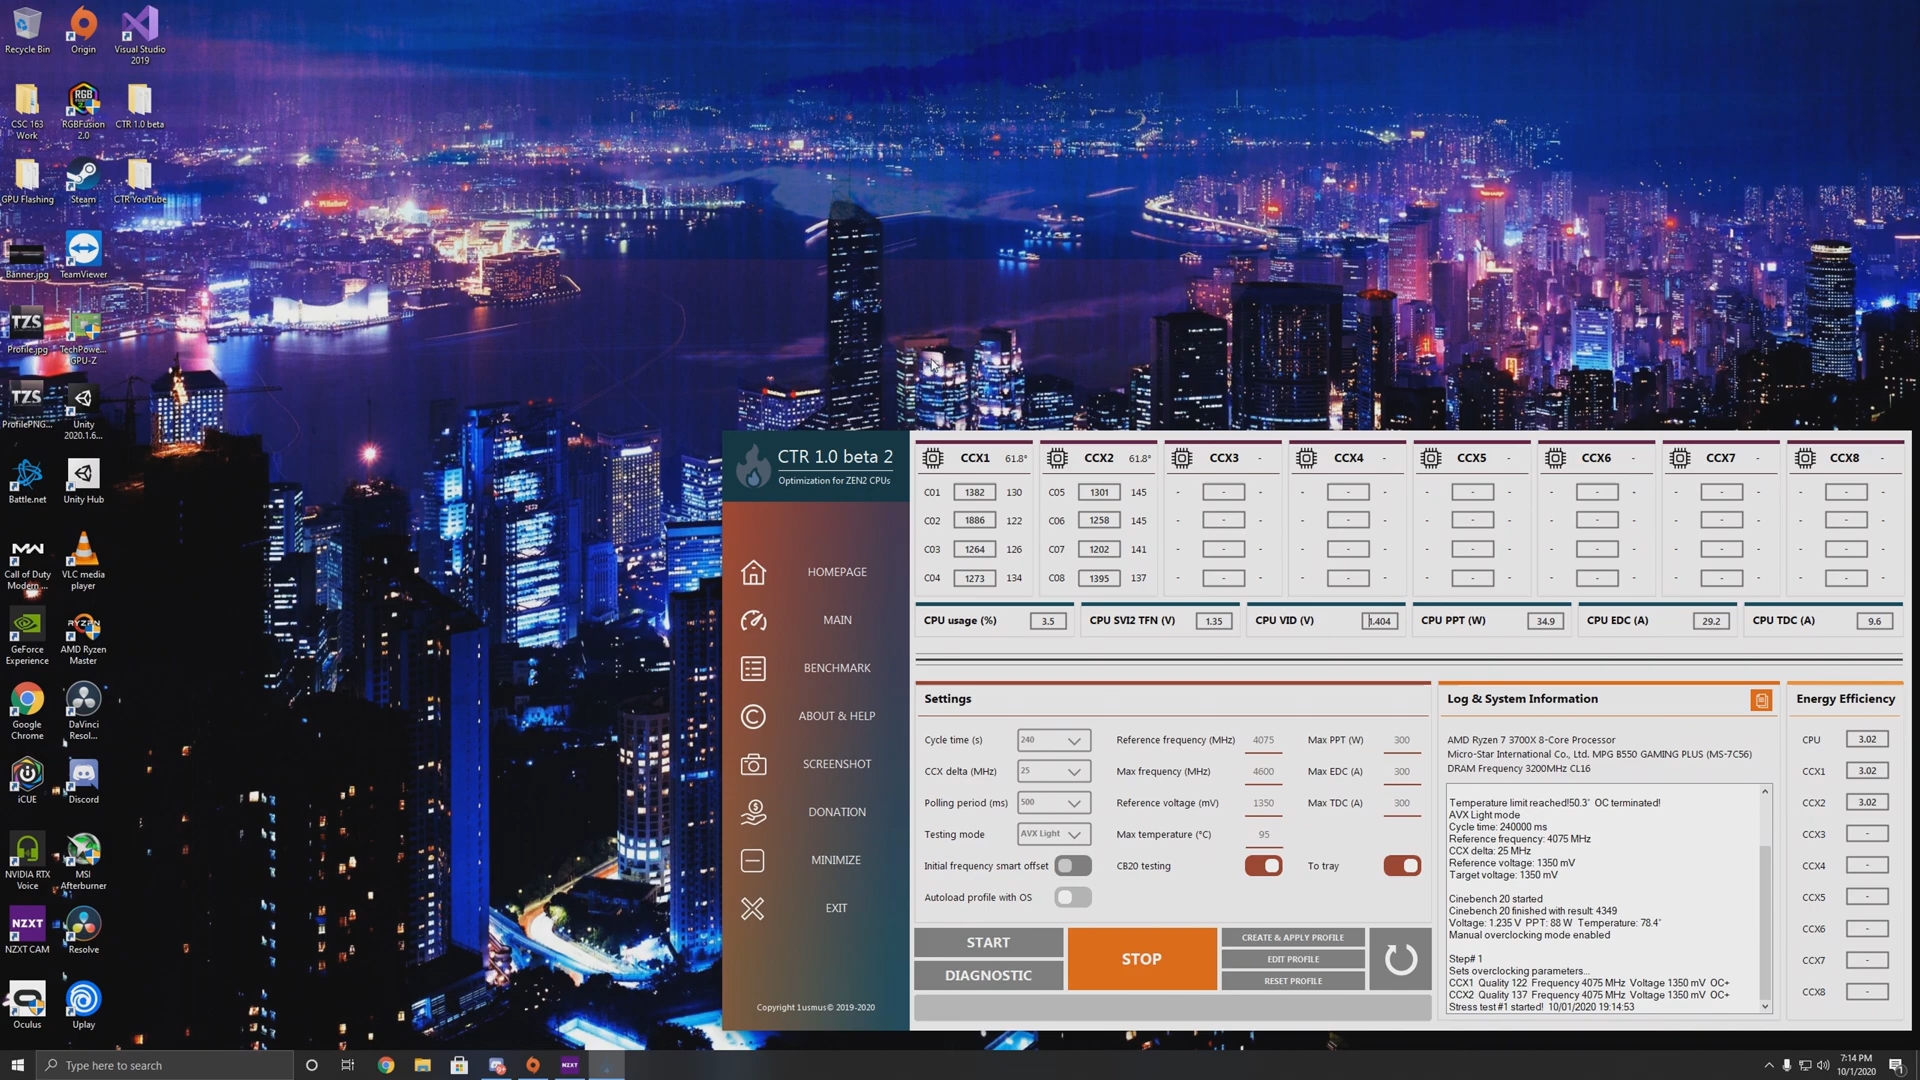 Recycle Bin
Origin
Visual Studio
2019
CSC 163
Work
RGBFusion
2.0
CTR 1.0 beta
GPU Flashing
Steam
CTR YouTube
Banner.jpg
TeamViewer
TZS
Profile.jpg
TechPowe...
GPU-Z
TZS
ProfilePNG...
Unity
2020.1.6...
Battle.net
Unity Hub
Call of Duty
Modern ...
VLC media
player
GeForce
Experience
AMD Ryzen
Master
Google
Chrome
DaVinci
Resol...
iCUE
Discord
NVIDIA RTX
Voice
MSI
Afterburner
NZXT
NZXT CAM
Resolve
Oculus
Uplay
CTR 1.0 beta 2
Optimization for ZEN2 CPUs
HOMEPAGE
MAIN
BENCHMARK
ABOUT & HELP
SCREENSHOT
DONATION
MINIMIZE
EXIT
Copyright 1usmus© 2019-2020
CCX1 61.8° CCX2 61.8° CCX3 - CCX4 - CCX5 - CCX6 - CCX7 - CCX8 -
C01 1382 130 C05 1301 145 - - - - - - - - - - - - - - - - - -
C02 1886 122 C06 1258 145 - - - - - - - - - - - - - - - - - -
C03 1264 126 C07 1202 141 - - - - - - - - - - - - - - - - - -
C04 1273 134 C08 1395 137 - - - - - - - - - - - - - - - - - -
CPU usage (%) 3.5 CPU SVI2 TFN (V) 1.35 CPU VID (V) 1.404 CPU PPT (W) 34.9 CPU EDC (A) 29.2 CPU TDC (A) 9.6
Settings
Cycle time (s) 240 Reference frequency (MHz) 4075 Max PPT (W) 300
CCX delta (MHz) 25 Max frequency (MHz) 4600 Max EDC (A) 300
Polling period (ms) 500 Reference voltage (mV) 1350 Max TDC (A) 300
Testing mode AVX Light Max temperature (°C) 95
Initial frequency smart offset CB20 testing To tray
Autoload profile with OS
START
DIAGNOSTIC
STOP
CREATE & APPLY PROFILE
EDIT PROFILE
RESET PROFILE
Log & System Information
AMD Ryzen 7 3700X 8-Core Processor
Micro-Star International Co., Ltd. MPG B550 GAMING PLUS (MS-7C56)
DRAM Frequency 3200MHz CL16
Temperature limit reached!50.3° OC terminated!
AVX Light mode
Cycle time: 240000 ms
Reference frequency: 4075 MHz
CCX delta: 25 MHz
Reference voltage: 1350 mV
Target voltage: 1350 mV
Cinebench 20 started
Cinebench 20 finished with result: 4349
Voltage: 1.235 V PPT: 88 W Temperature: 78.4°
Manual overclocking mode enabled
Step# 1
Sets overclocking parameters...
CCX1 Quality 122 Frequency 4075 MHz Voltage 1350 mV OC+
CCX2 Quality 137 Frequency 4075 MHz Voltage 1350 mV OC+
Stress test #1 started! 10/01/2020 19:14:53
Energy Efficiency
CPU 3.02
CCX1 3.02
CCX2 3.02
CCX3 -
CCX4 -
CCX5 -
CCX6 -
CCX7 -
CCX8 -
Type here to search
NZXT
7:14 PM
10/1/2020